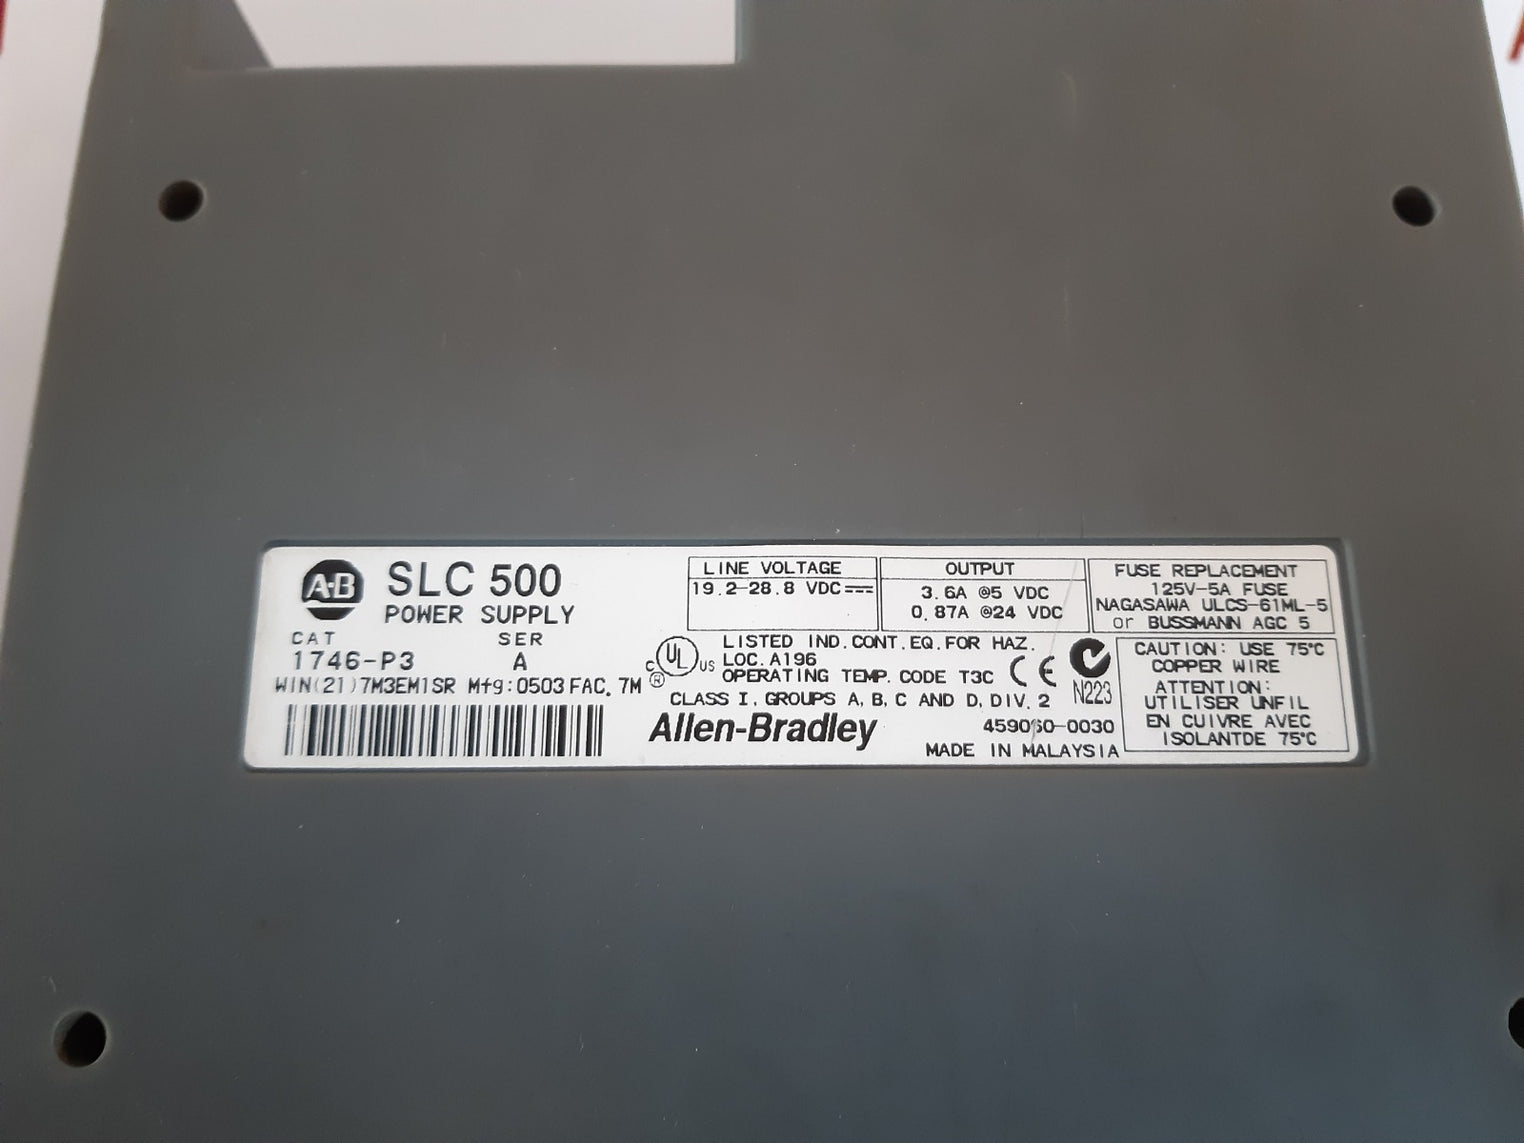 A·B
SLC 500
POWER SUPPLY
CAT SER
1746-P3 A
WIN(21)7M3EM1SR Mfg:0503 FAC. 7M
LINE VOLTAGE
19.2-28.8 VDC
OUTPUT
3.6A @5 VDC
0.87A @24 VDC
FUSE REPLACEMENT
125V-5A FUSE
NAGASAWA ULCS-61ML-5
or BUSSMANN AGC 5
C UL US
®
LISTED IND.CONT.EQ.FOR HAZ.
LOC.A196
OPERATING TEMP. CODE T3C
CE
N223
CLASS I, GROUPS A, B, C AND D, DIV. 2
Allen-Bradley
459060-0030
MADE IN MALAYSIA
CAUTION: USE 75°C
COPPER WIRE
ATTENTION:
UTILISER UNFIL
EN CUIVRE AVEC
ISOLANTDE 75°C